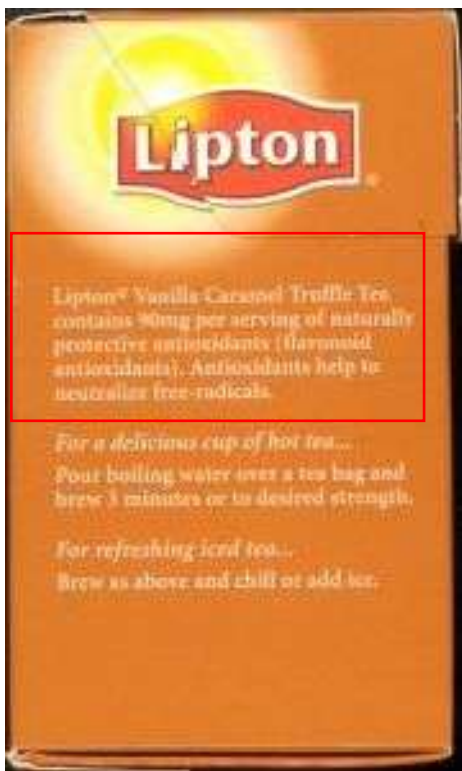 Lipton
Lipton® Vanilla Caramel Truffle Tea
contains 90mg per serving of naturally
protective antioxidants (flavonoid
antioxidants). Antioxidants help to
neutralize free-radicals.
For a delicious cup of hot tea...
Pour boiling water over a tea bag and
brew 3 minutes or to desired strength.
For refreshing iced tea...
Brew as above and chill or add ice.